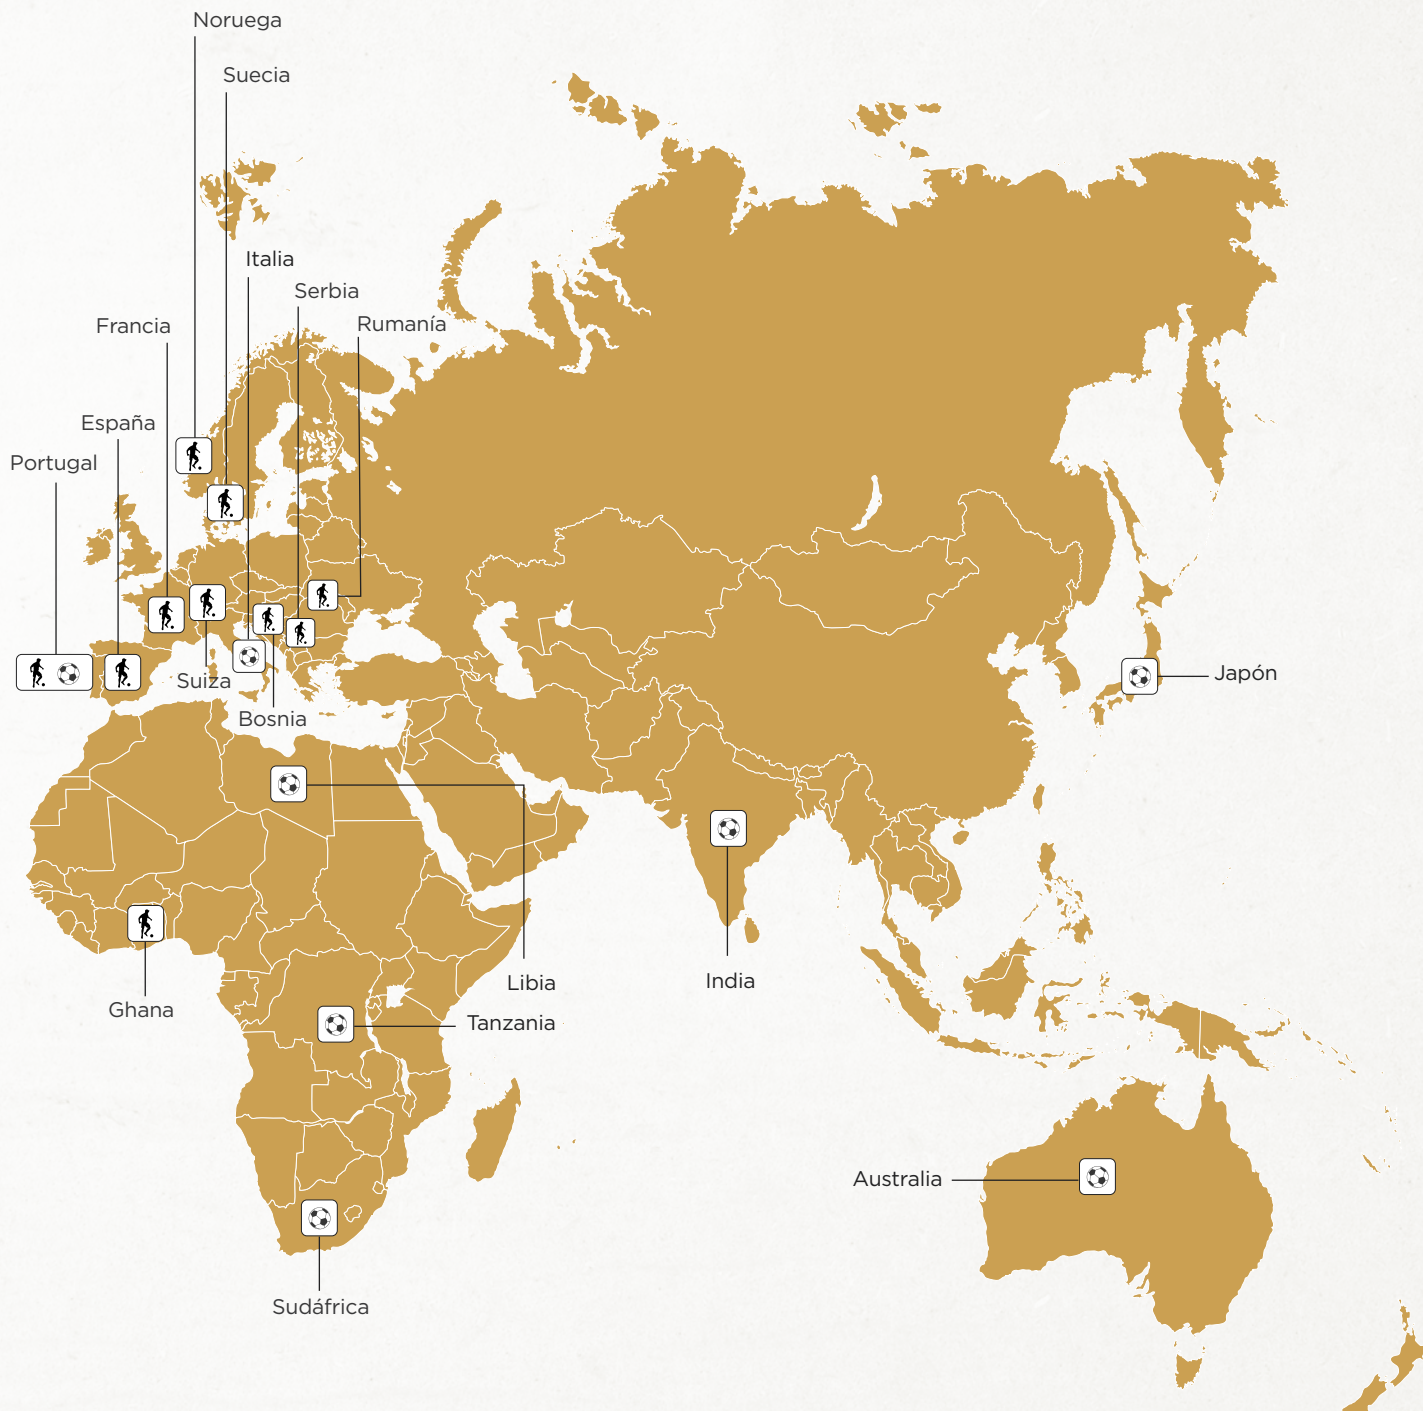 Noruega
Suecia
Italia
Serbia
Francia
Rumanía
España
Portugal
Suiza
Japón
Bosnia
India
Libia
Ghana
Tanzania
Australia
Sudáfrica